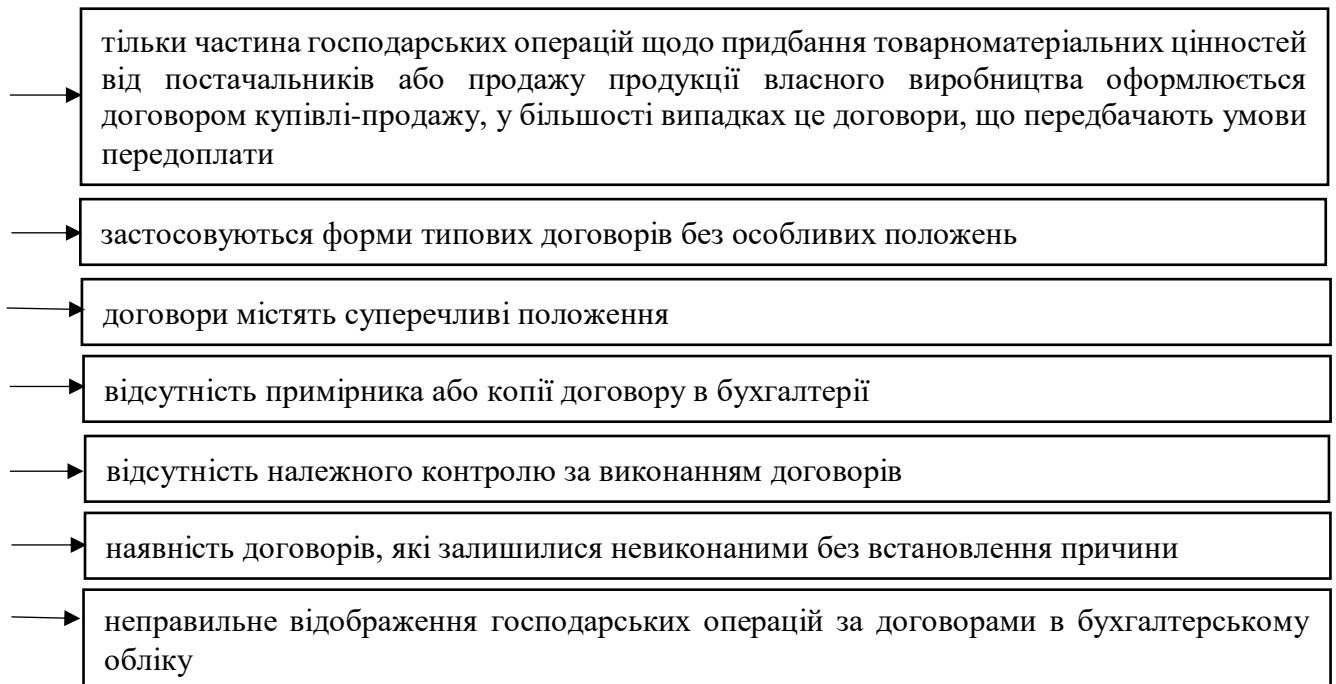 тільки частина господарських операцій щодо придбання товарноматеріальних цінностей
від постачальників або продажу продукції власного виробництва оформлюється
договором купівлі-продажу, у більшості випадках це договори, що передбачають умови
передоплати
застосовуються форми типових договорів без особливих положень
договори містять суперечливі положення
відсутність примірника або копії договору в бухгалтерії
відсутність належного контролю за виконанням договорів
наявність договорів, які залишилися невиконаними без встановлення причини
неправильне відображення господарських операцій за договорами в бухгалтерському
обліку